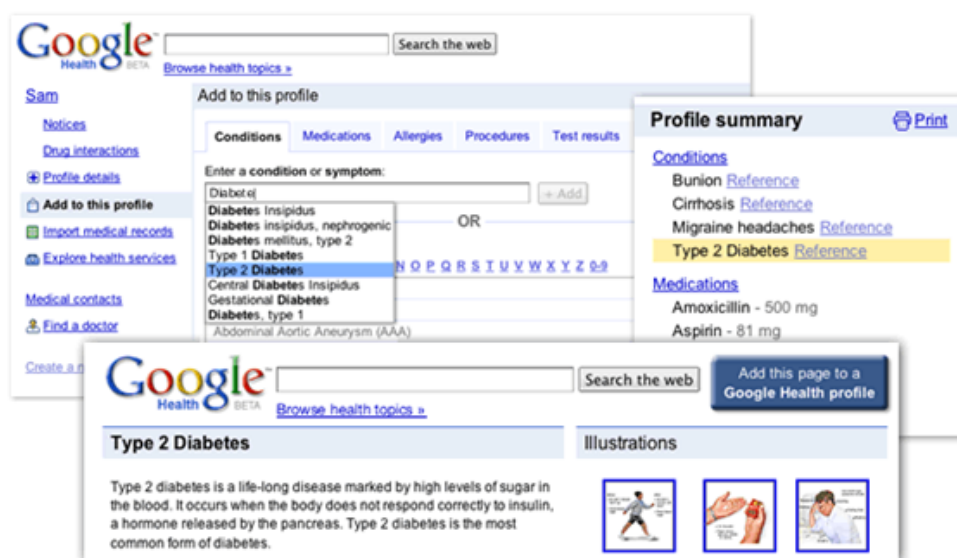 Google™
Health BETA
Search the web
Browse health topics »
Sam
Notices
Drug interactions
Profile details
Add to this profile
Import medical records
Explore health services
Medical contacts
Find a doctor
Create a n
Add to this profile
Conditions Medications Allergies Procedures Test results
Enter a condition or symptom:
Diabete
+ Add
Diabetes Insipidus
Diabetes insipidus, nephrogenic
Diabetes mellitus, type 2
Type 1 Diabetes
Type 2 Diabetes
Central Diabetes Insipidus
Gestational Diabetes
Diabetes, type 1
OR
N O P Q R S T U V W X Y Z 0-9
Abdominal Aortic Aneurysm (AAA)
Profile summary
Print
Conditions
Bunion Reference
Cirrhosis Reference
Migraine headaches Reference
Type 2 Diabetes Reference
Medications
Amoxicillin - 500 mg
Aspirin - 81 mg
Google™
Health BETA
Search the web
Browse health topics »
Add this page to a
Google Health profile
Type 2 Diabetes
Type 2 diabetes is a life-long disease marked by high levels of sugar in
the blood. It occurs when the body does not respond correctly to insulin,
a hormone released by the pancreas. Type 2 diabetes is the most
common form of diabetes.
Illustrations